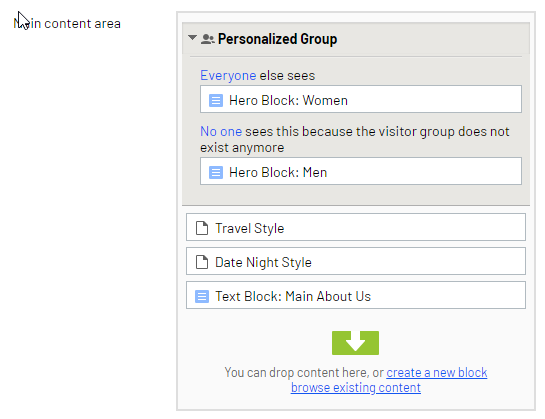 Main content area
Personalized Group
Everyone else sees
Hero Block: Women
No one sees this because the visitor group does not
exist anymore
Hero Block: Men
Travel Style
Date Night Style
Text Block: Main About Us
You can drop content here, or create a new block
browse existing content